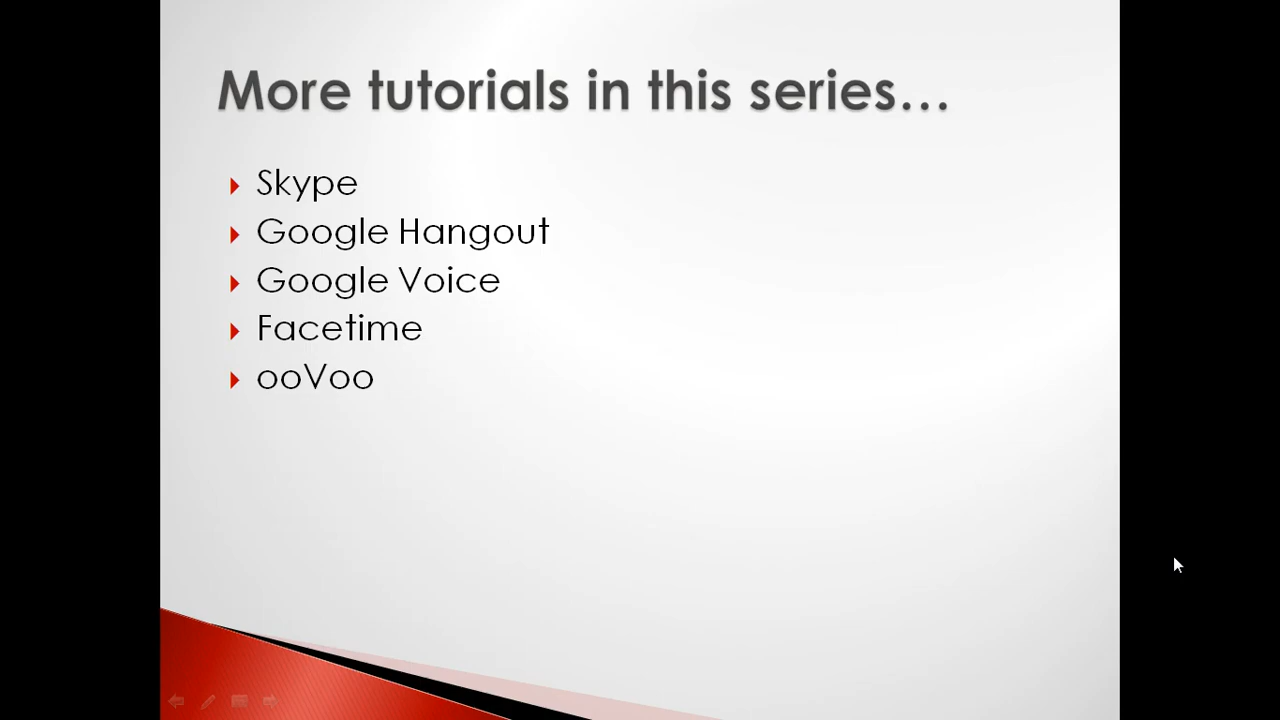 More tutorials in this series…
Skype
Google Hangout
Google Voice
Facetime
ooVoo